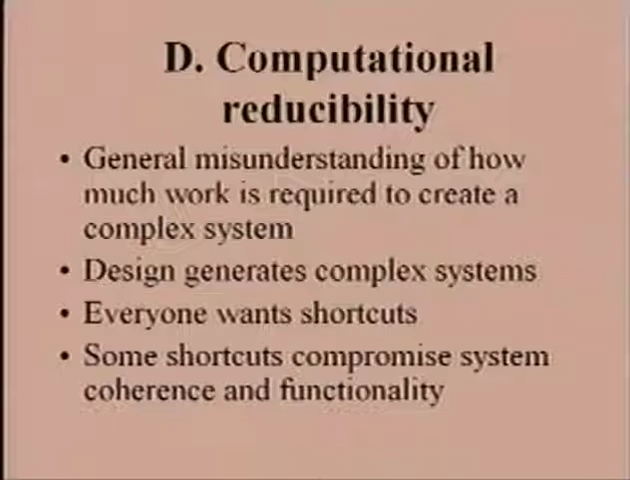 D. Computational
reducibility
• General misunderstanding of how
much work is required to create a
complex system
• Design generates complex systems
• Everyone wants shortcuts
• Some shortcuts compromise system
coherence and functionality